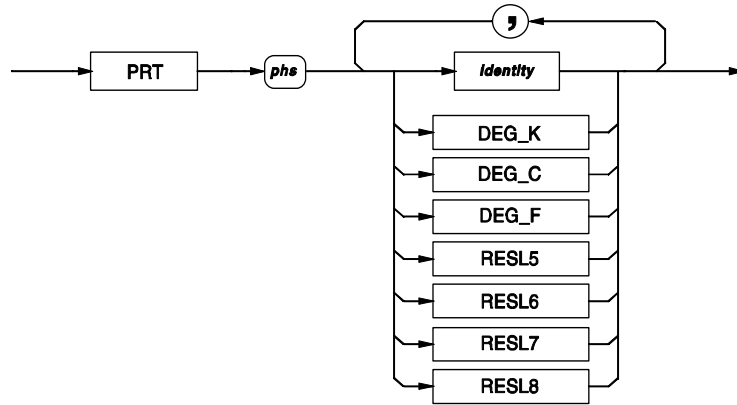 ,
PRT phs identity
DEG_K
DEG_C
DEG_F
RESL5
RESL6
RESL7
RESL8